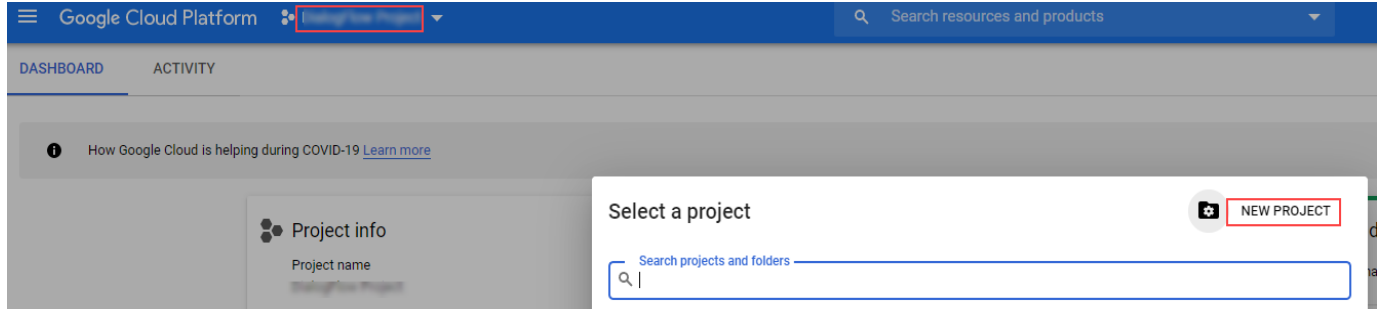 Google Cloud Platform
Search resources and products
DASHBOARD
ACTIVITY
How Google Cloud is helping during COVID-19 Learn more
Select a project
NEW PROJECT
Project info
Search projects and folders
Project name